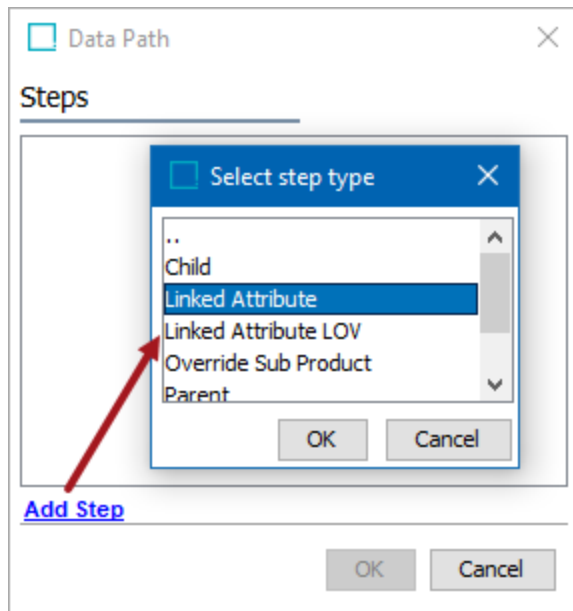 Data Path
Steps
Select step type
..
Child
Linked Attribute
Linked Attribute LOV
Override Sub Product
Parent
OK Cancel
Add Step
OK Cancel